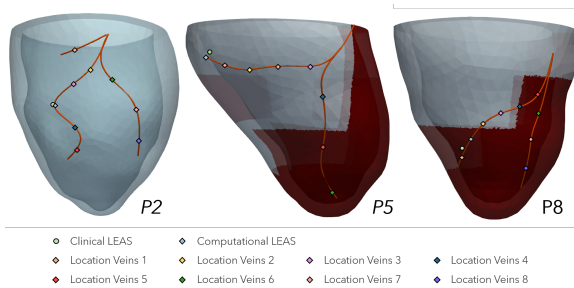 P2
P5
P8
Clinical LEAS
Computational LEAS
Location Veins 1
Location Veins 2
Location Veins 3
Location Veins 4
Location Veins 5
Location Veins 6
Location Veins 7
Location Veins 8